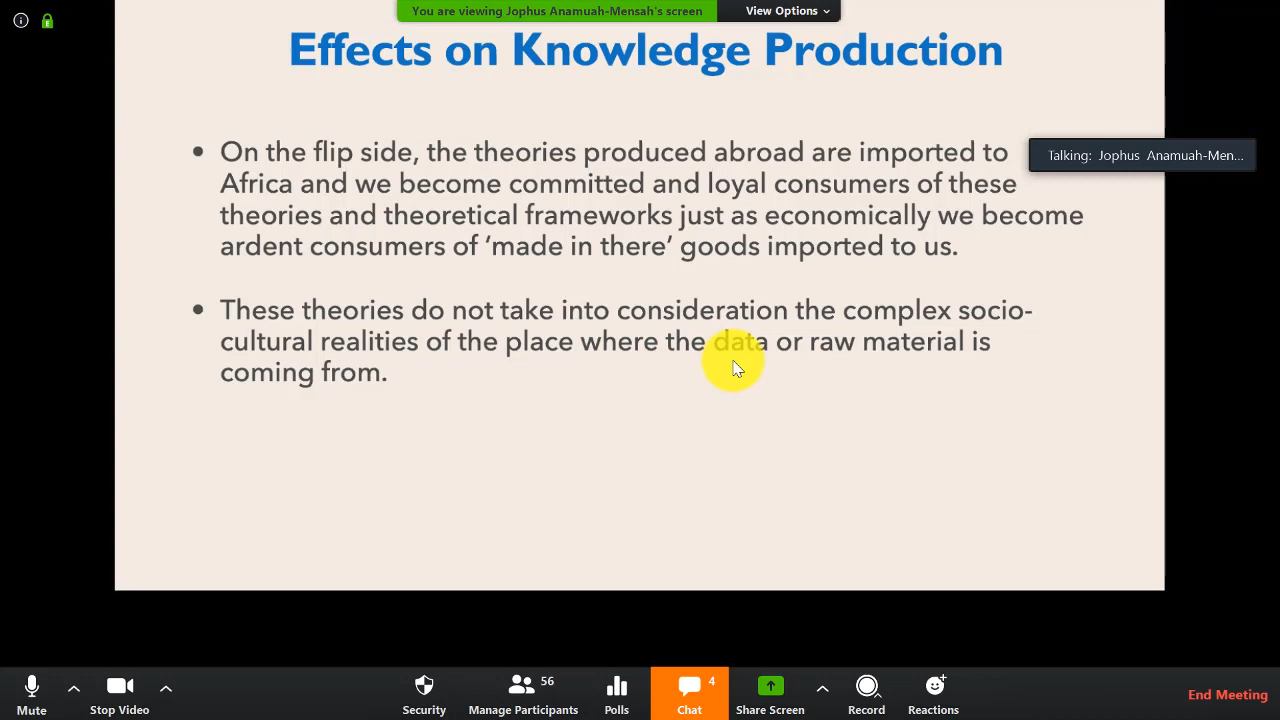 You are viewing Jophus Anamuah-Mensah's screen
View Options
E
Effects on Knowledge Production
• On the flip side, the theories produced abroad are imported to
Africa and we become committed and loyal consumers of these
theories and theoretical frameworks just as economically we become
ardent consumers of ‘made in there’ goods imported to us.
Talking: Jophus Anamuah-Men...
• These theories do not take into consideration the complex socio-
cultural realities of the place where the data or raw material is
coming from.
Mute
Stop Video
Security
56
Manage Participants
Polls
4
Chat
Share Screen
Record
Reactions
End Meeting